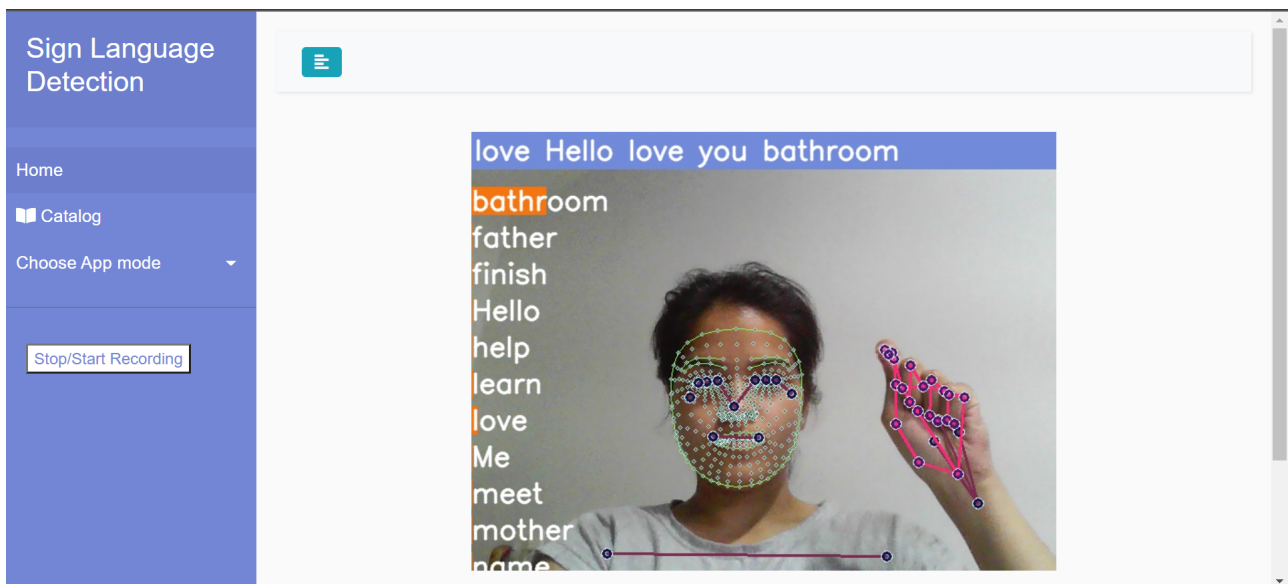 Sign Language
Detection
Home
Catalog
Choose App mode
Stop/Start Recording
love Hello love you bathroom
bathroom
father
finish
Hello
help
learn
love
Me
meet
mother
name